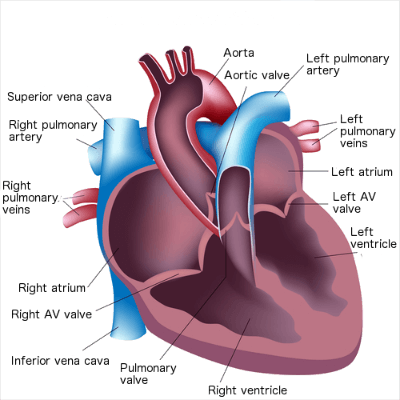 Aorta
Aortic valve
Left pulmonary
artery
Superior vena cava
Right pulmonary
artery
Left
pulmonary
veins
Left atrium
Right
pulmonary
veins
Left AV
valve
Left
ventricle
Right atrium
Right AV valve
Inferior vena cava
Pulmonary
valve
Right ventricle